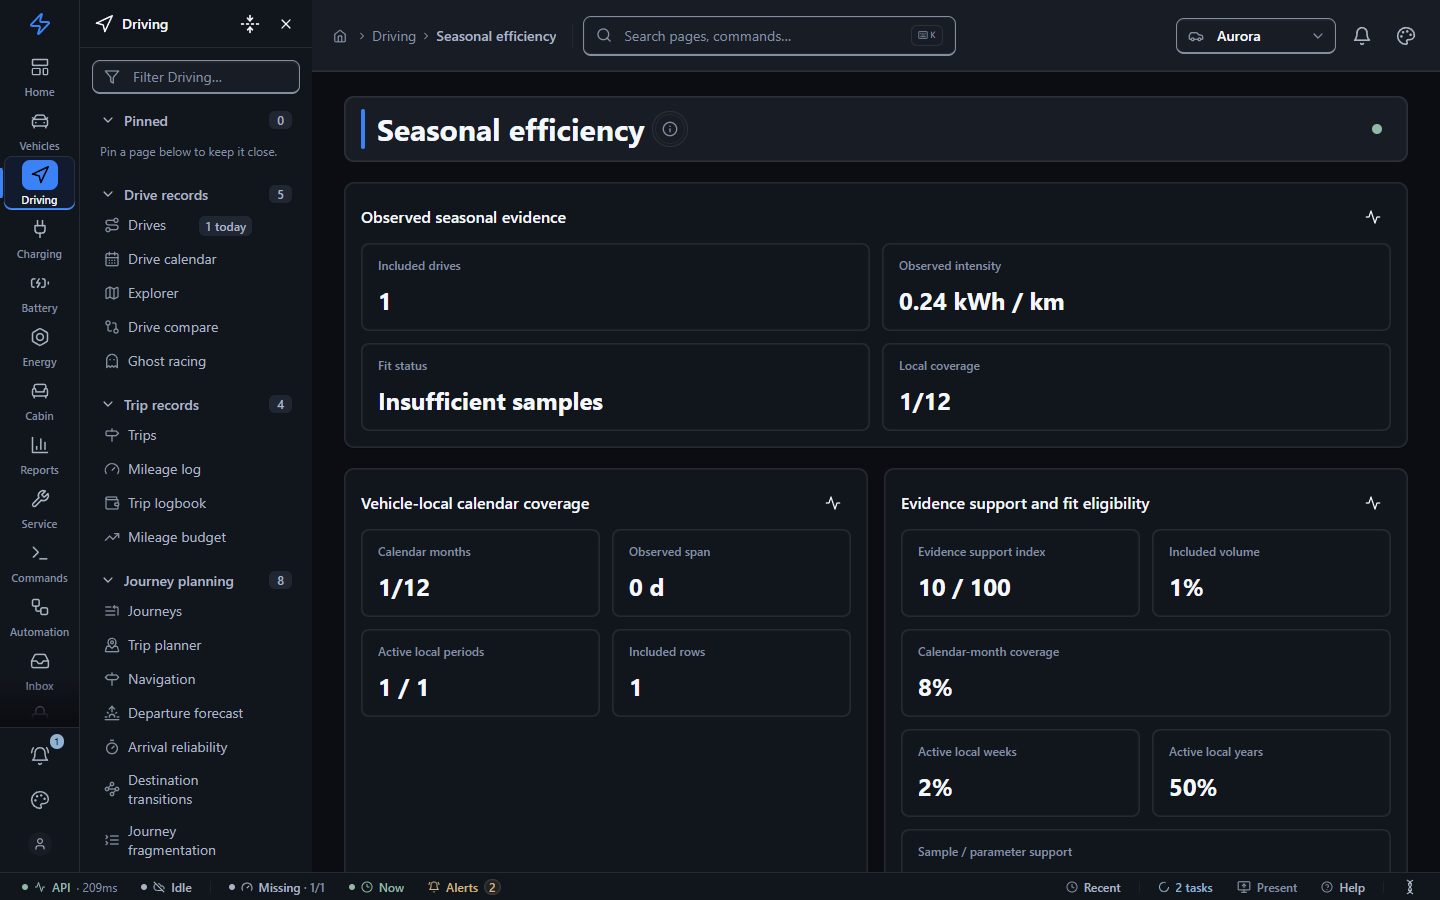 Home
Vehicles
Driving
Charging
Battery
Energy
Cabin
Reports
Service
Commands
Automation
Inbox
1
Driving
Filter Driving...
Pinned 0
Pin a page below to keep it close.
Drive records 5
Drives 1 today
Drive calendar
Explorer
Drive compare
Ghost racing
Trip records 4
Trips
Mileage log
Trip logbook
Mileage budget
Journey planning 8
Journeys
Trip planner
Navigation
Departure forecast
Arrival reliability
Destination
transitions
Journey
fragmentation
Driving
Seasonal efficiency
Search pages, commands...
K
Aurora
Seasonal efficiency
Observed seasonal evidence
Included drives
1
Observed intensity
0.24 kWh / km
Fit status
Insufficient samples
Local coverage
1/12
Vehicle-local calendar coverage
Calendar months
1/12
Observed span
0 d
Active local periods
1 / 1
Included rows
1
Evidence support and fit eligibility
Evidence support index
10 / 100
Included volume
1%
Calendar-month coverage
8%
Active local weeks
2%
Active local years
50%
Sample / parameter support
API · 209ms
Idle
Missing · 1/1
Now
Alerts 2
Recent
2 tasks
Present
Help